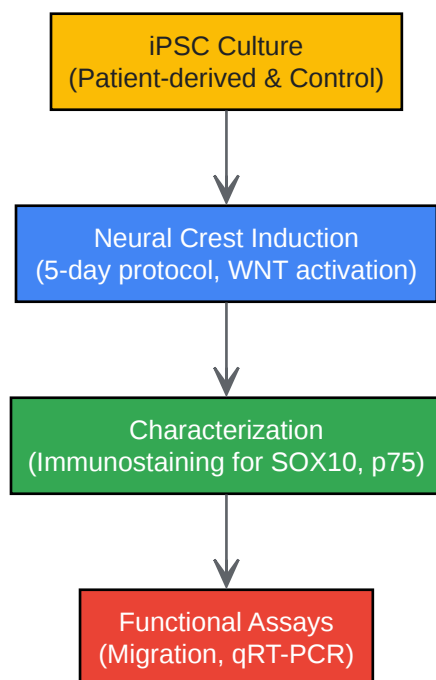 iPSC Culture
(Patient-derived & Control)
Neural Crest Induction
(5-day protocol, WNT activation)
Characterization
(Immunostaining for SOX10, p75)
Functional Assays
(Migration, qRT-PCR)